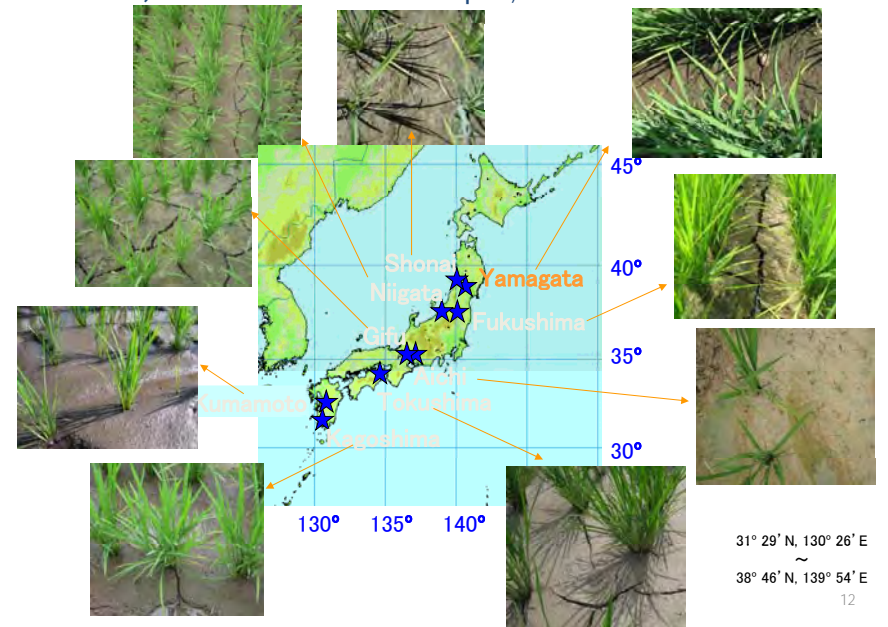 45°
Shonai
40°
Yamagata
Niigata
Fukushima
Gifu
35°
Aichi
Kumamoto
Tokushima
Kagoshima
30°
130°
135°
140°
31° 29’ N, 130° 26’ E
～
38° 46’ N, 139° 54’ E
12